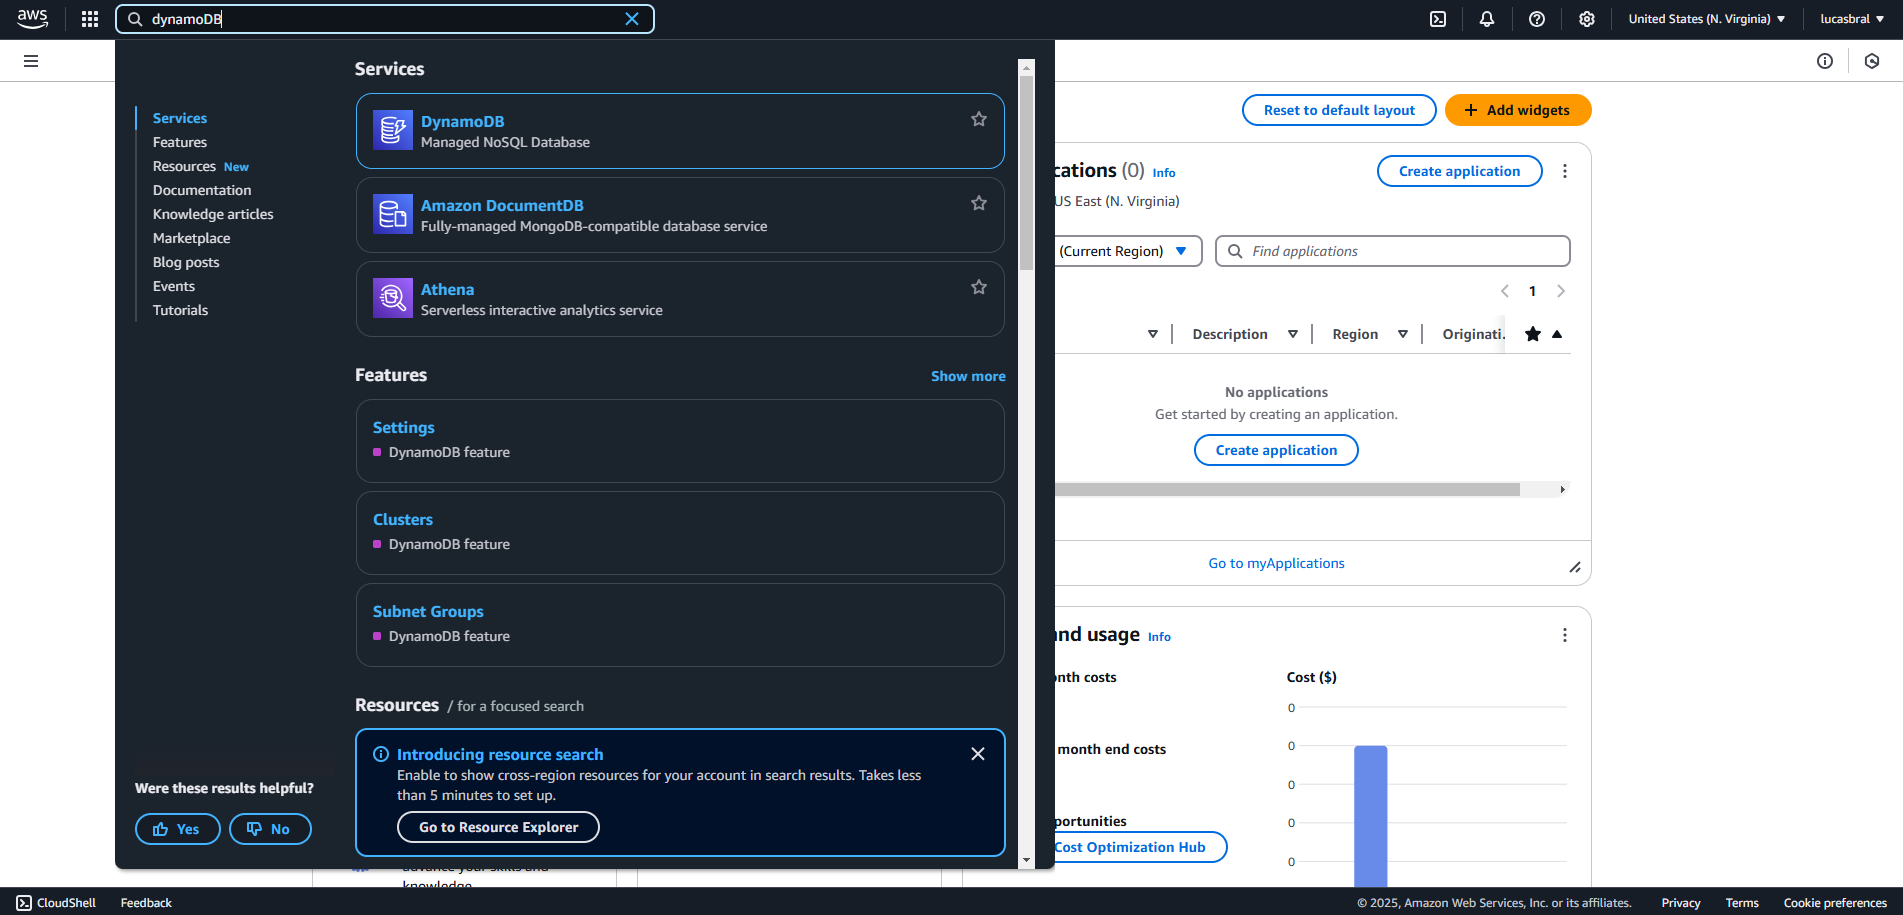 aws
dynamoDB
United States (N. Virginia)
lucasbral
Services
Features
Resources New
Documentation
Knowledge articles
Marketplace
Blog posts
Events
Tutorials
Were these results helpful?
Yes
No
Services
DynamoDB
Managed NoSQL Database
Amazon DocumentDB
Fully-managed MongoDB-compatible database service
Athena
Serverless interactive analytics service
Features
Show more
Settings
DynamoDB feature
Clusters
DynamoDB feature
Subnet Groups
DynamoDB feature
Resources / for a focused search
Introducing resource search
Enable to show cross-region resources for your account in search results. Takes less
than 5 minutes to set up.
Go to Resource Explorer
advance your skills and
knowledge
Reset to default layout
+ Add widgets
cations (0) Info
Create application
US East (N. Virginia)
(Current Region)
Find applications
1
Description
Region
Originati.
No applications
Get started by creating an application.
Create application
Go to myApplications
and usage Info
onth costs
month end costs
portunities
Cost Optimization Hub
Cost ($)
0
0
0
0
0
CloudShell
Feedback
© 2025, Amazon Web Services, Inc. or its affiliates.
Privacy
Terms
Cookie preferences